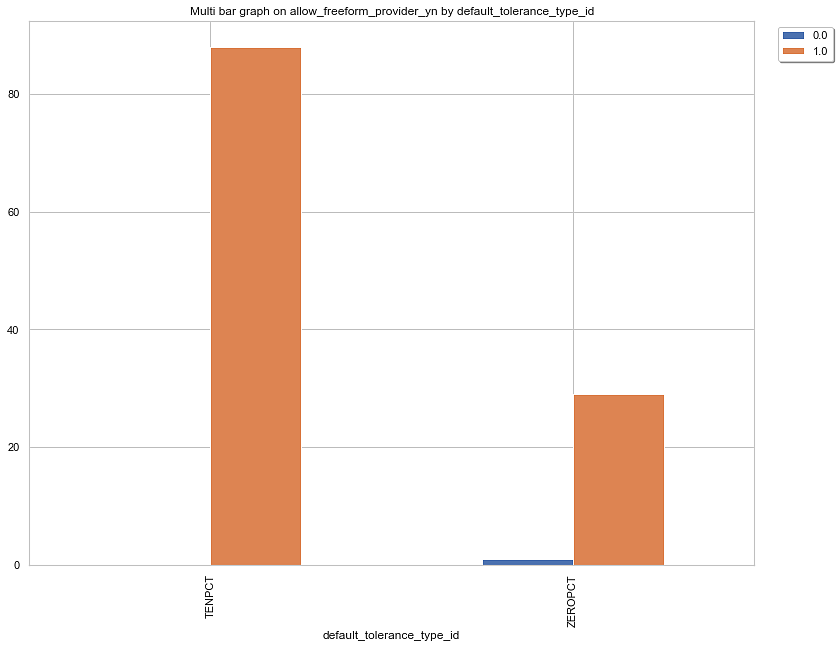 Multi bar graph on allow_freeform_provider_yn by default_tolerance_type_id
0.0
1.0
80
60
40
20
0
TENPCT
ZEROPCT
default_tolerance_type_id